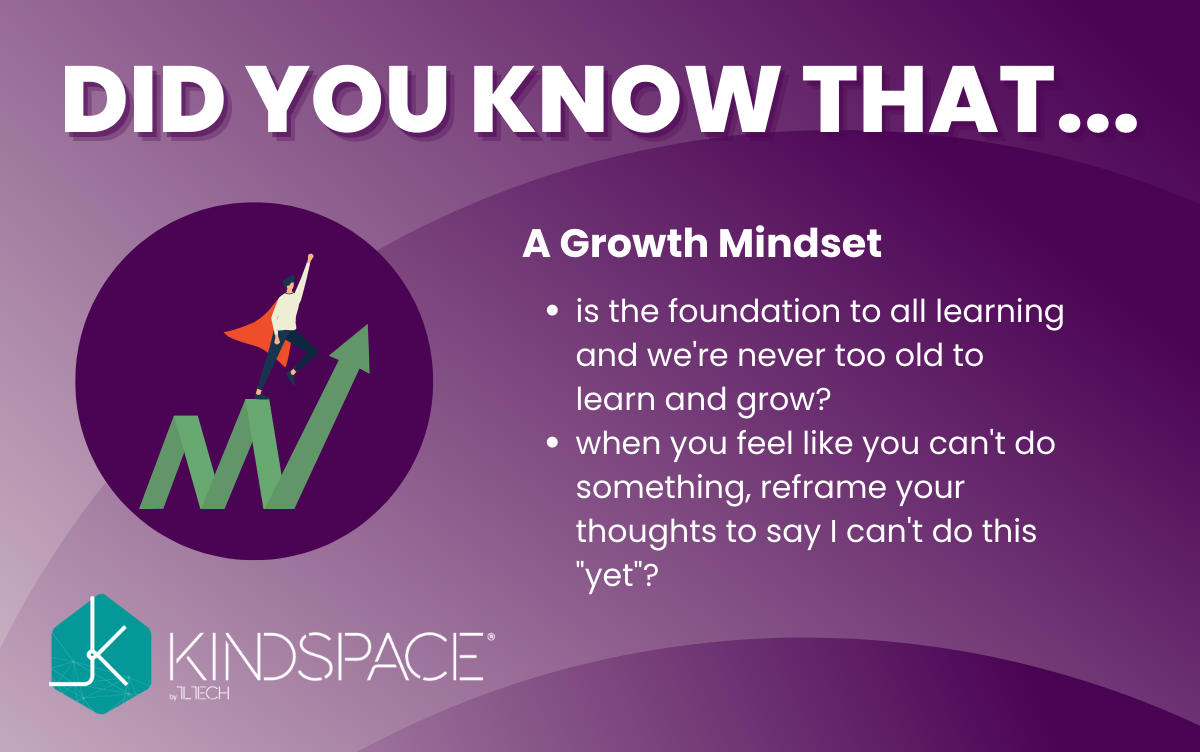 DID YOU KNOW THAT...
A Growth Mindset
• is the foundation to all learning
and we're never too old to
learn and grow?
• when you feel like you can't do
something, reframe your
thoughts to say I can't do this
"yet"?
KINDSPACE®
by TLTECH